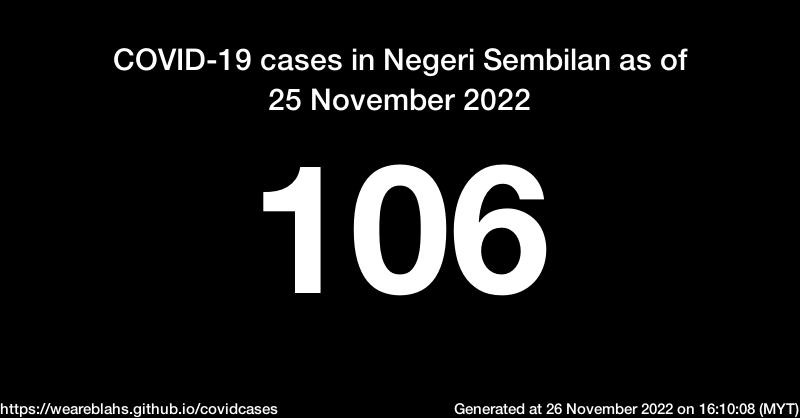 COVID-19 cases in Negeri Sembilan as of
25 November 2022
106
https://weareblahs.github.io/covidcases
Generated at 26 November 2022 on 16:10:08 (MYT)